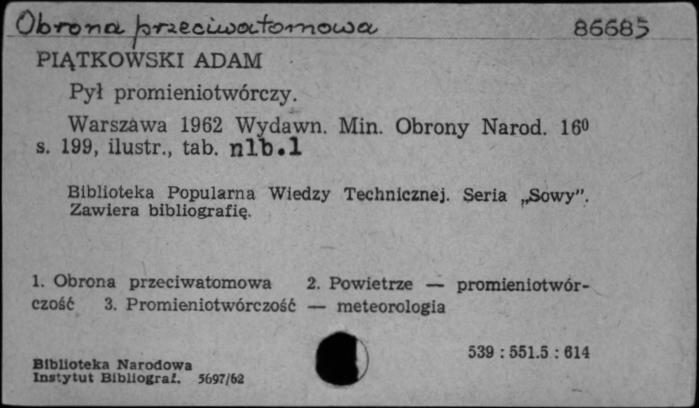 Obrona przeciwatomowa 86685
PIĄTKOWSKI ADAM
Pył promieniotwórczy.
Warszawa 1962 Wydawn. Min. Obrony Narod. 16⁰
s. 199, ilustr., tab. nlb.1
Biblioteka Popularna Wiedzy Technicznej. Seria „Sowy”.
Zawiera bibliografię.
1. Obrona przeciwatomowa 2. Powietrze — promieniotwór-
czość 3. Promieniotwórczość — meteorologia
539 : 551.5 : 614
Biblioteka Narodowa
Instytut Bibliograf. 5697/62